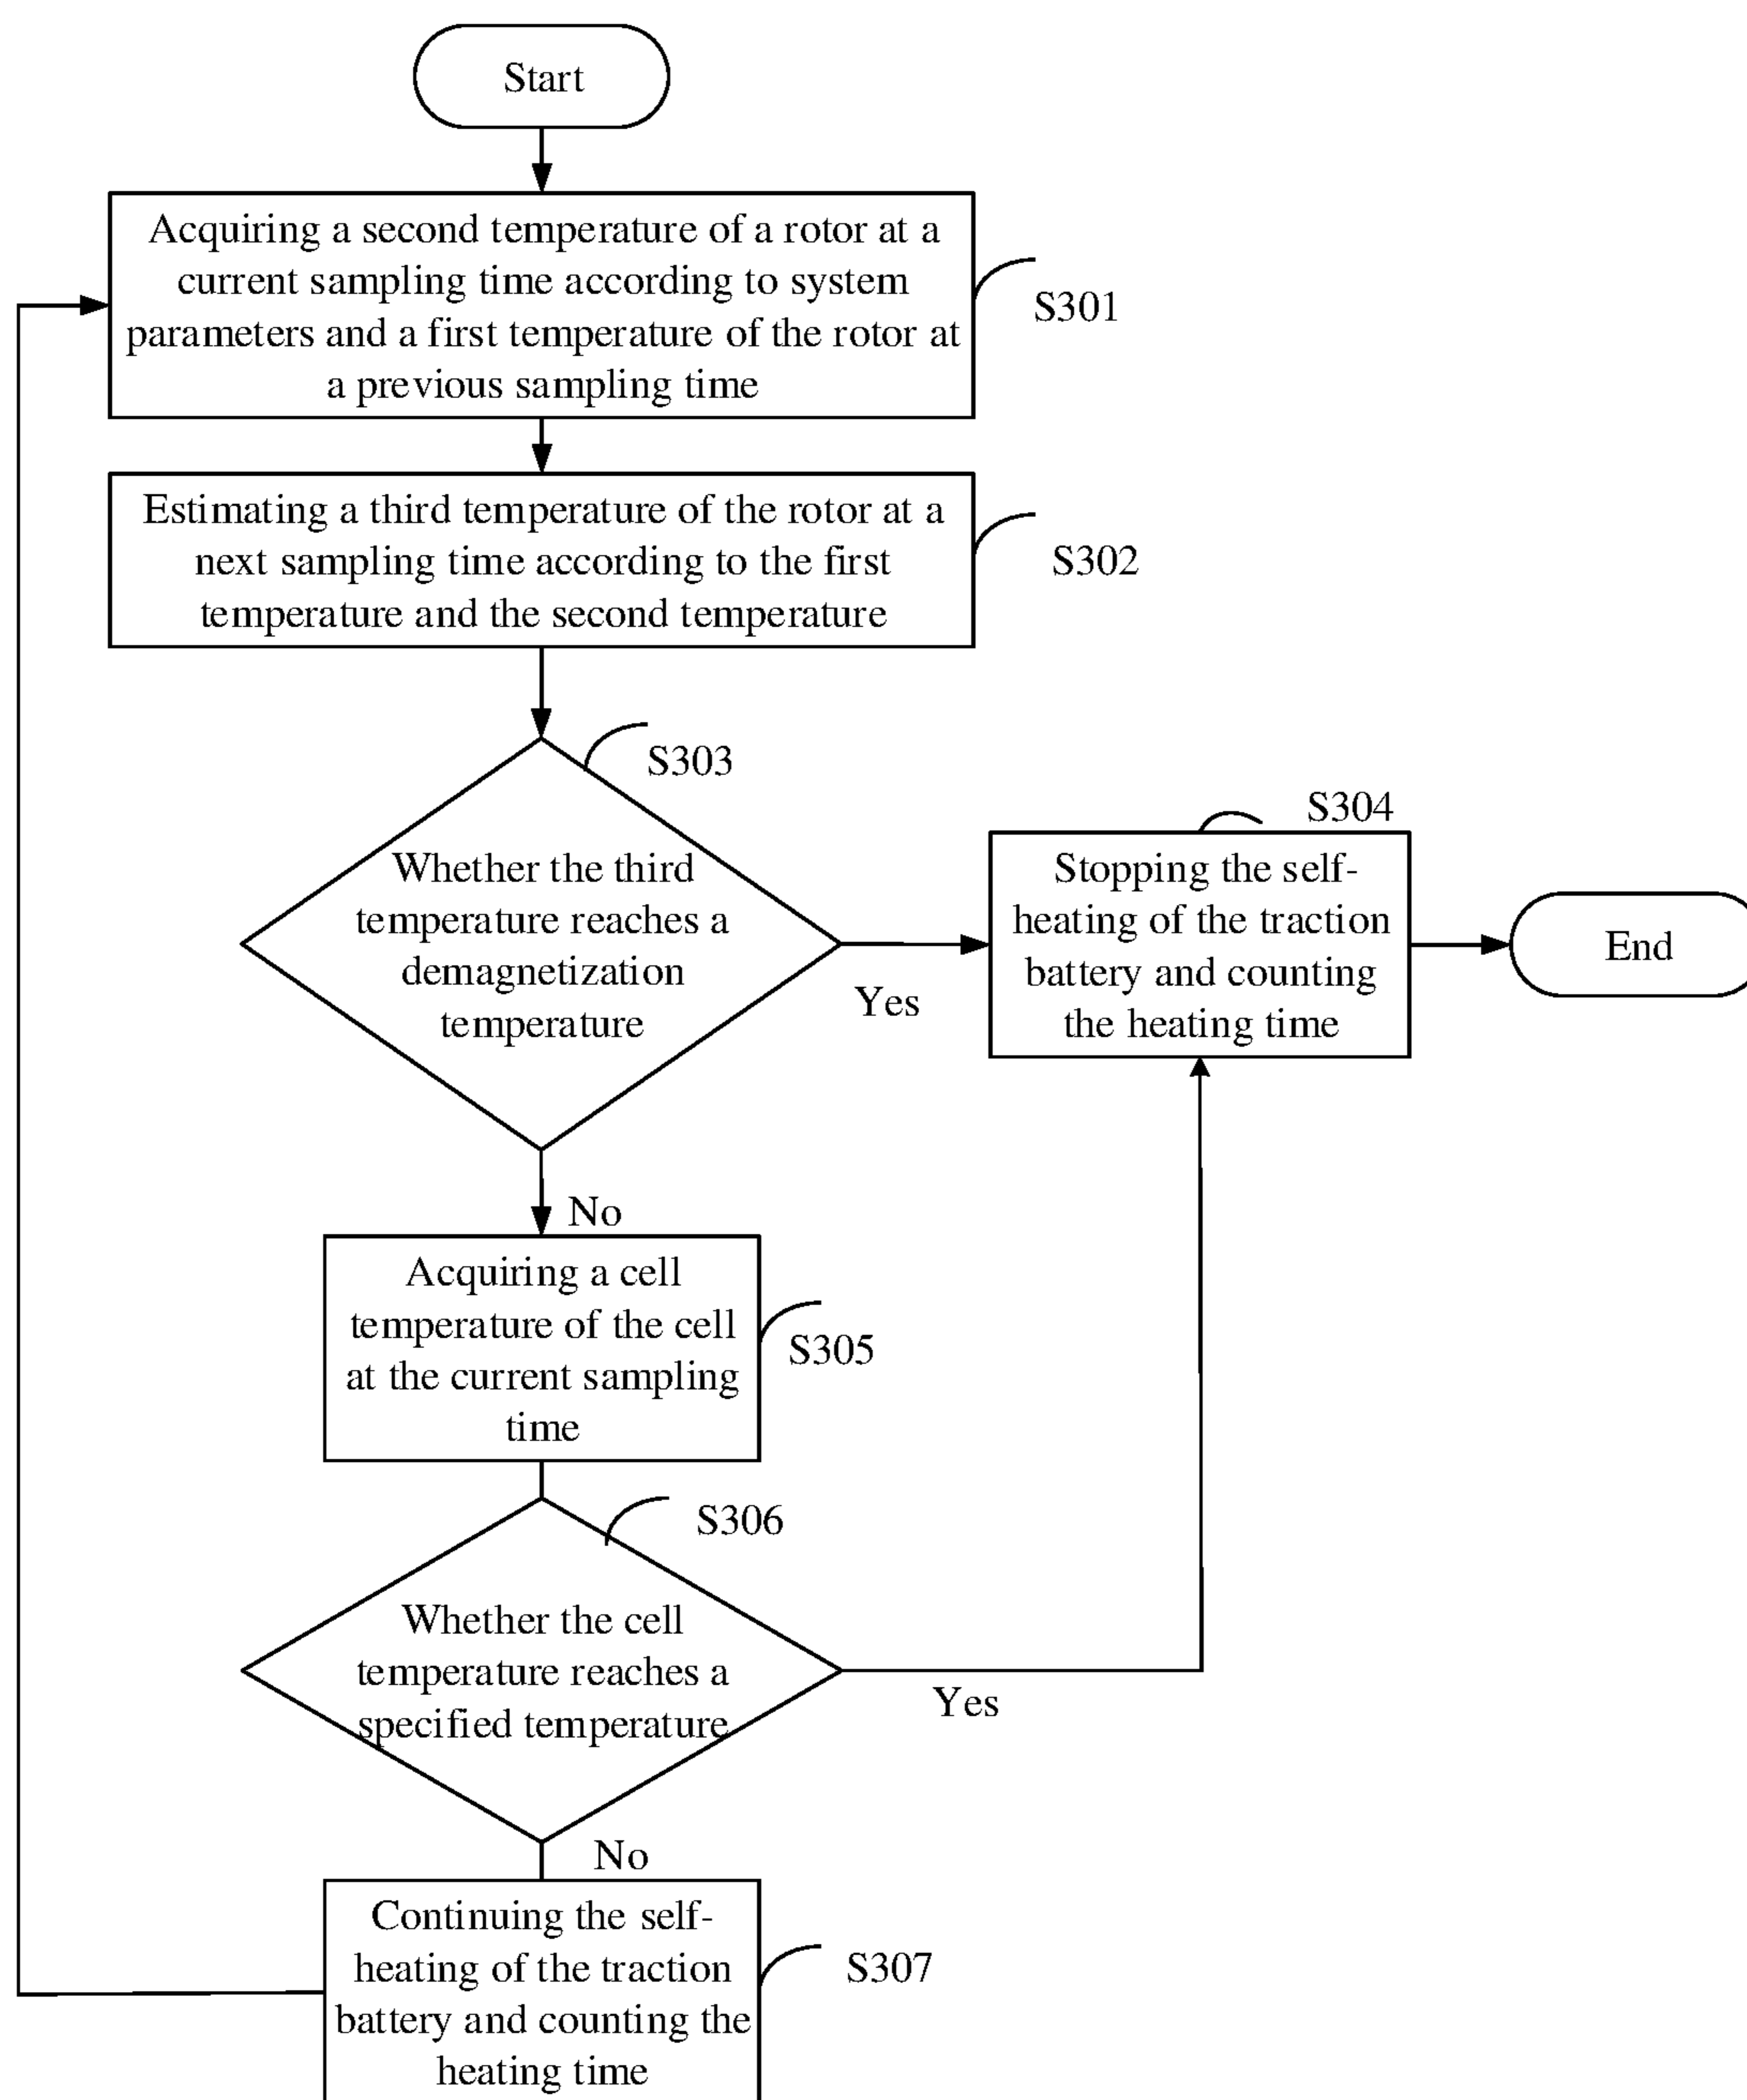 Start
Acquiring a second temperature of a rotor at a
current sampling time according to system
parameters and a first temperature of the rotor at
a previous sampling time
S301
Estimating a third temperature of the rotor at a
next sampling time according to the first
temperature and the second temperature
S302
S303
Whether the third
temperature reaches a
demagnetization
temperature
Yes
S304
Stopping the self-
heating of the traction
battery and counting
the heating time
End
No
Acquiring a cell
temperature of the cell
at the current sampling
time
S305
S306
Whether the cell
temperature reaches a
specified temperature
Yes
No
Continuing the self-
heating of the traction
battery and counting the
heating time
S307